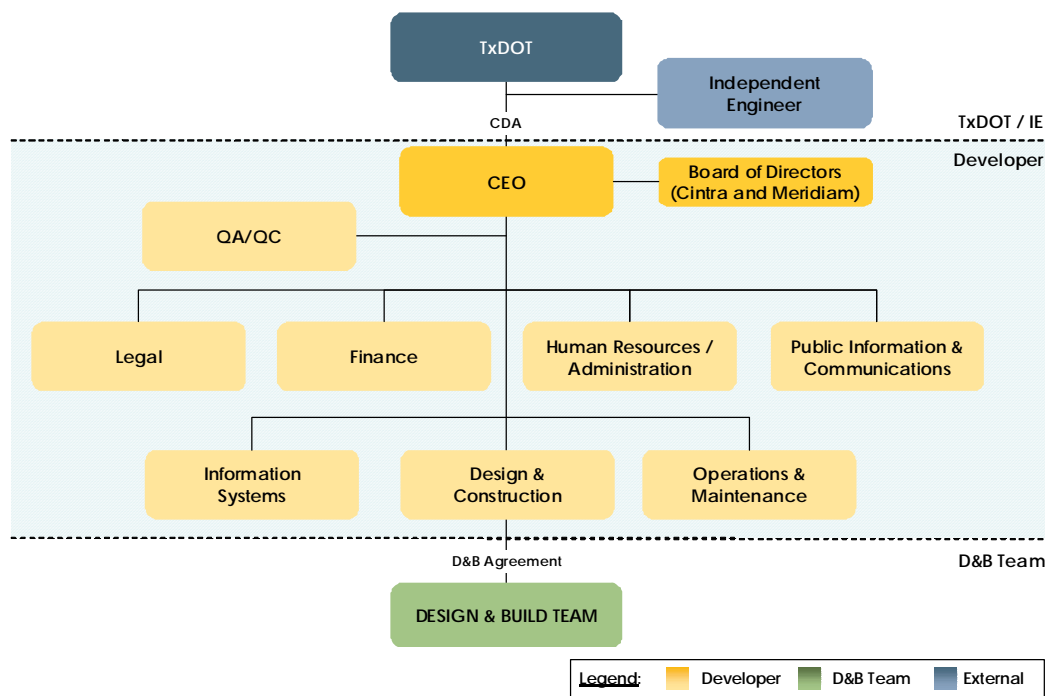 TxDOT
Independent
Engineer
CDA
TxDOT / IE
Developer
CEO
Board of Directors
(Cintra and Meridiam)
QA/QC
Legal
Finance
Human Resources /
Administration
Public Information &
Communications
Information
Systems
Design &
Construction
Operations &
Maintenance
D&B Agreement
D&B Team
DESIGN & BUILD TEAM
Legend: Developer D&B Team External